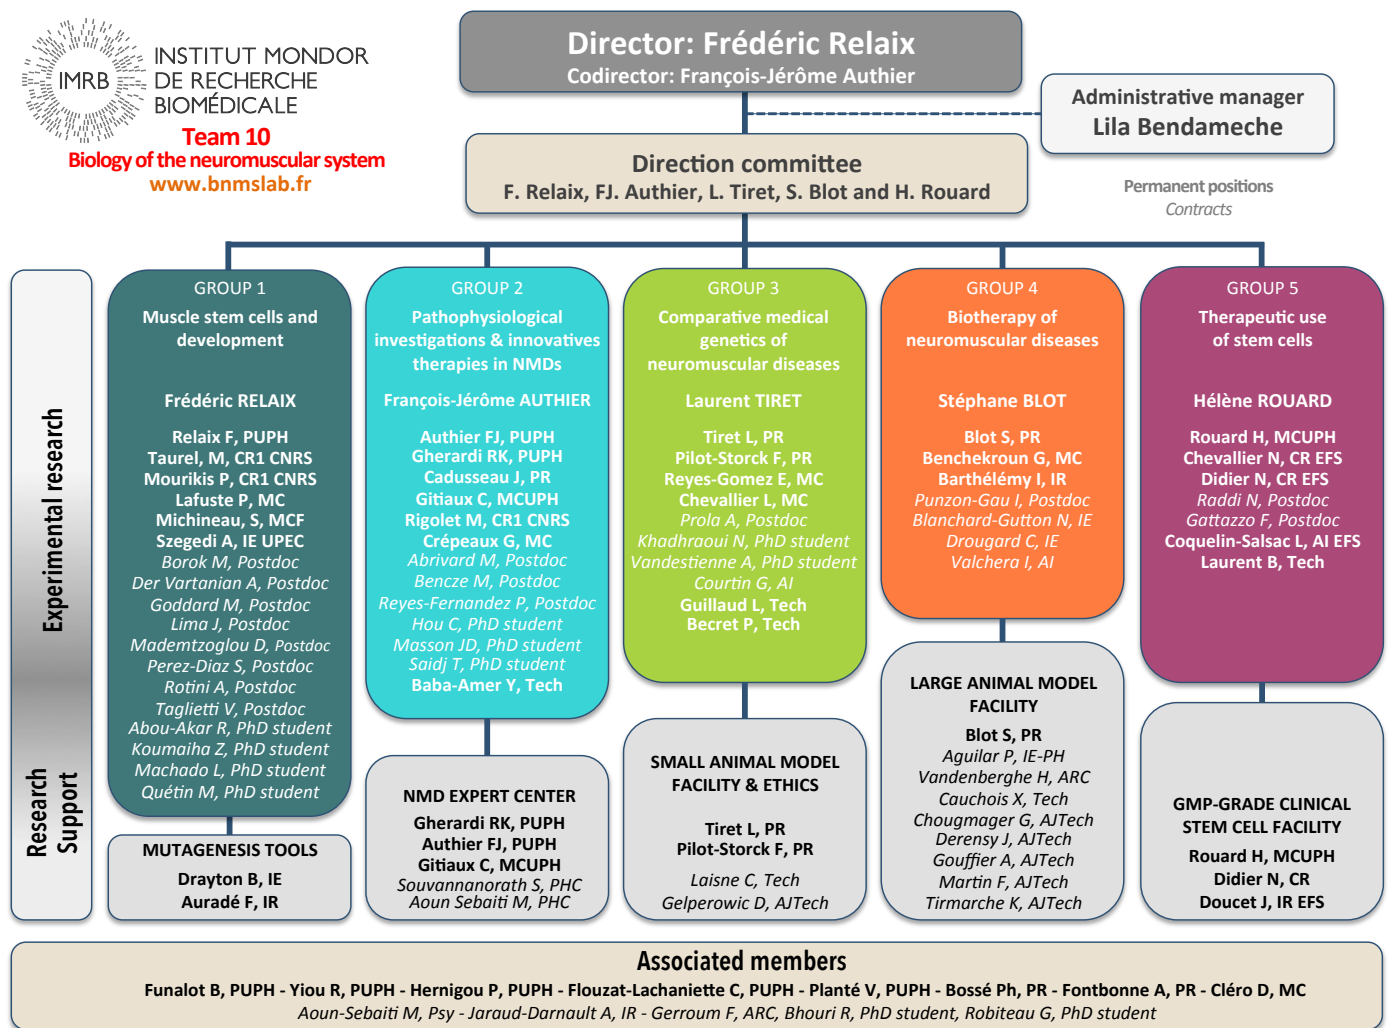 IMRB
INSTITUT MONDOR
DE RECHERCHE
BIOMÉDICALE
Team 10
Biology of the neuromuscular system
www.bnmslab.fr
Director: Frédéric Relaix
Codirector: François-Jérôme Authier
Administrative manager
Lila Bendameche
Direction committee
F. Relaix, FJ. Authier, L. Tiret, S. Blot and H. Rouard
Permanent positions
Contracts
Experimental research
Research
Support
GROUP 1
Muscle stem cells and
development
Frédéric RELAIX
Relaix F, PUPH
Taurel, M, CR1 CNRS
Mourikis P, CR1 CNRS
Lafuste P, MC
Michineau, S, MCF
Szegedi A, IE UPEC
Borok M, Postdoc
Der Vartanian A, Postdoc
Goddard M, Postdoc
Lima J, Postdoc
Mademtzoglou D, Postdoc
Perez-Diaz S, Postdoc
Rotini A, Postdoc
Taglietti V, Postdoc
Abou-Akar R, PhD student
Koumaiha Z, PhD student
Machado L, PhD student
Quétin M, PhD student
MUTAGENESIS TOOLS
Drayton B, IE
Auradé F, IR
GROUP 2
Pathophysiological
investigations & innovatives
therapies in NMDs
François-Jérôme AUTHIER
Authier FJ, PUPH
Gherardi RK, PUPH
Cadusseau J, PR
Gitiaux C, MCUPH
Rigolet M, CR1 CNRS
Crépeaux G, MC
Abrivard M, Postdoc
Bencze M, Postdoc
Reyes-Fernandez P, Postdoc
Hou C, PhD student
Masson JD, PhD student
Saidj T, PhD student
Baba-Amer Y, Tech
NMD EXPERT CENTER
Gherardi RK, PUPH
Authier FJ, PUPH
Gitiaux C, MCUPH
Souvannanorath S, PHC
Aoun Sebaiti M, PHC
GROUP 3
Comparative medical
genetics of
neuromuscular diseases
Laurent TIRET
Tiret L, PR
Pilot-Storck F, PR
Reyes-Gomez E, MC
Chevallier L, MC
Prola A, Postdoc
Khadhraoui N, PhD student
Vandestienne A, PhD student
Courtin G, AI
Guillaud L, Tech
Becret P, Tech
SMALL ANIMAL MODEL
FACILITY & ETHICS
Tiret L, PR
Pilot-Storck F, PR
Laisne C, Tech
Gelperowic D, AJTech
GROUP 4
Biotherapy of
neuromuscular diseases
Stéphane BLOT
Blot S, PR
Benchekroun G, MC
Barthélémy I, IR
Punzon-Gau I, Postdoc
Blanchard-Gutton N, IE
Drougard C, IE
Valchera I, AI
LARGE ANIMAL MODEL
FACILITY
Blot S, PR
Aguilar P, IE-PH
Vandenberghe H, ARC
Cauchois X, Tech
Chougmager G, AJTech
Derensy J, AJTech
Gouffier A, AJTech
Martin F, AJTech
Tirmarche K, AJTech
GROUP 5
Therapeutic use
of stem cells
Hélène ROUARD
Rouard H, MCUPH
Chevallier N, CR EFS
Didier N, CR EFS
Raddi N, Postdoc
Gattazzo F, Postdoc
Coquelin-Salsac L, AI EFS
Laurent B, Tech
GMP-GRADE CLINICAL
STEM CELL FACILITY
Rouard H, MCUPH
Didier N, CR
Doucet J, IR EFS
Associated members
Funalot B, PUPH - Yiou R, PUPH - Hernigou P, PUPH - Flouzat-Lachaniette C, PUPH - Planté V, PUPH - Bossé Ph, PR - Fontbonne A, PR - Cléro D, MC
Aoun-Sebaiti M, Psy - Jaraud-Darnault A, IR - Gerroum F, ARC, Bhouri R, PhD student, Robiteau G, PhD student